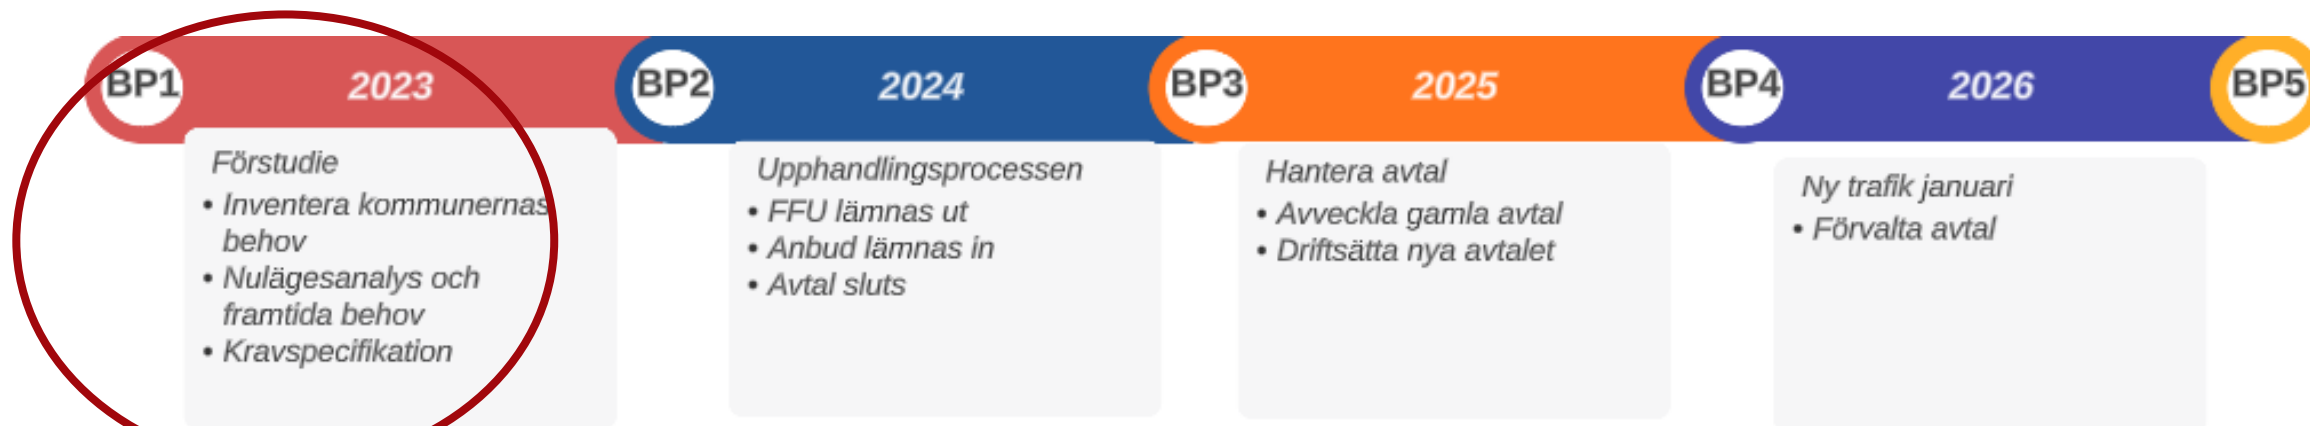 BP1 2023 BP2 2024 BP3 2025 BP4 2026 BP5
Förstudie
• Inventera kommunernas
behov
• Nulägesanalys och
framtida behov
• Kravspecifikation
Upphandlingsprocessen
• FFU lämnas ut
• Anbud lämnas in
• Avtal sluts
Hantera avtal
• Avveckla gamla avtal
• Driftsätta nya avtalet
Ny trafik januari
• Förvalta avtal